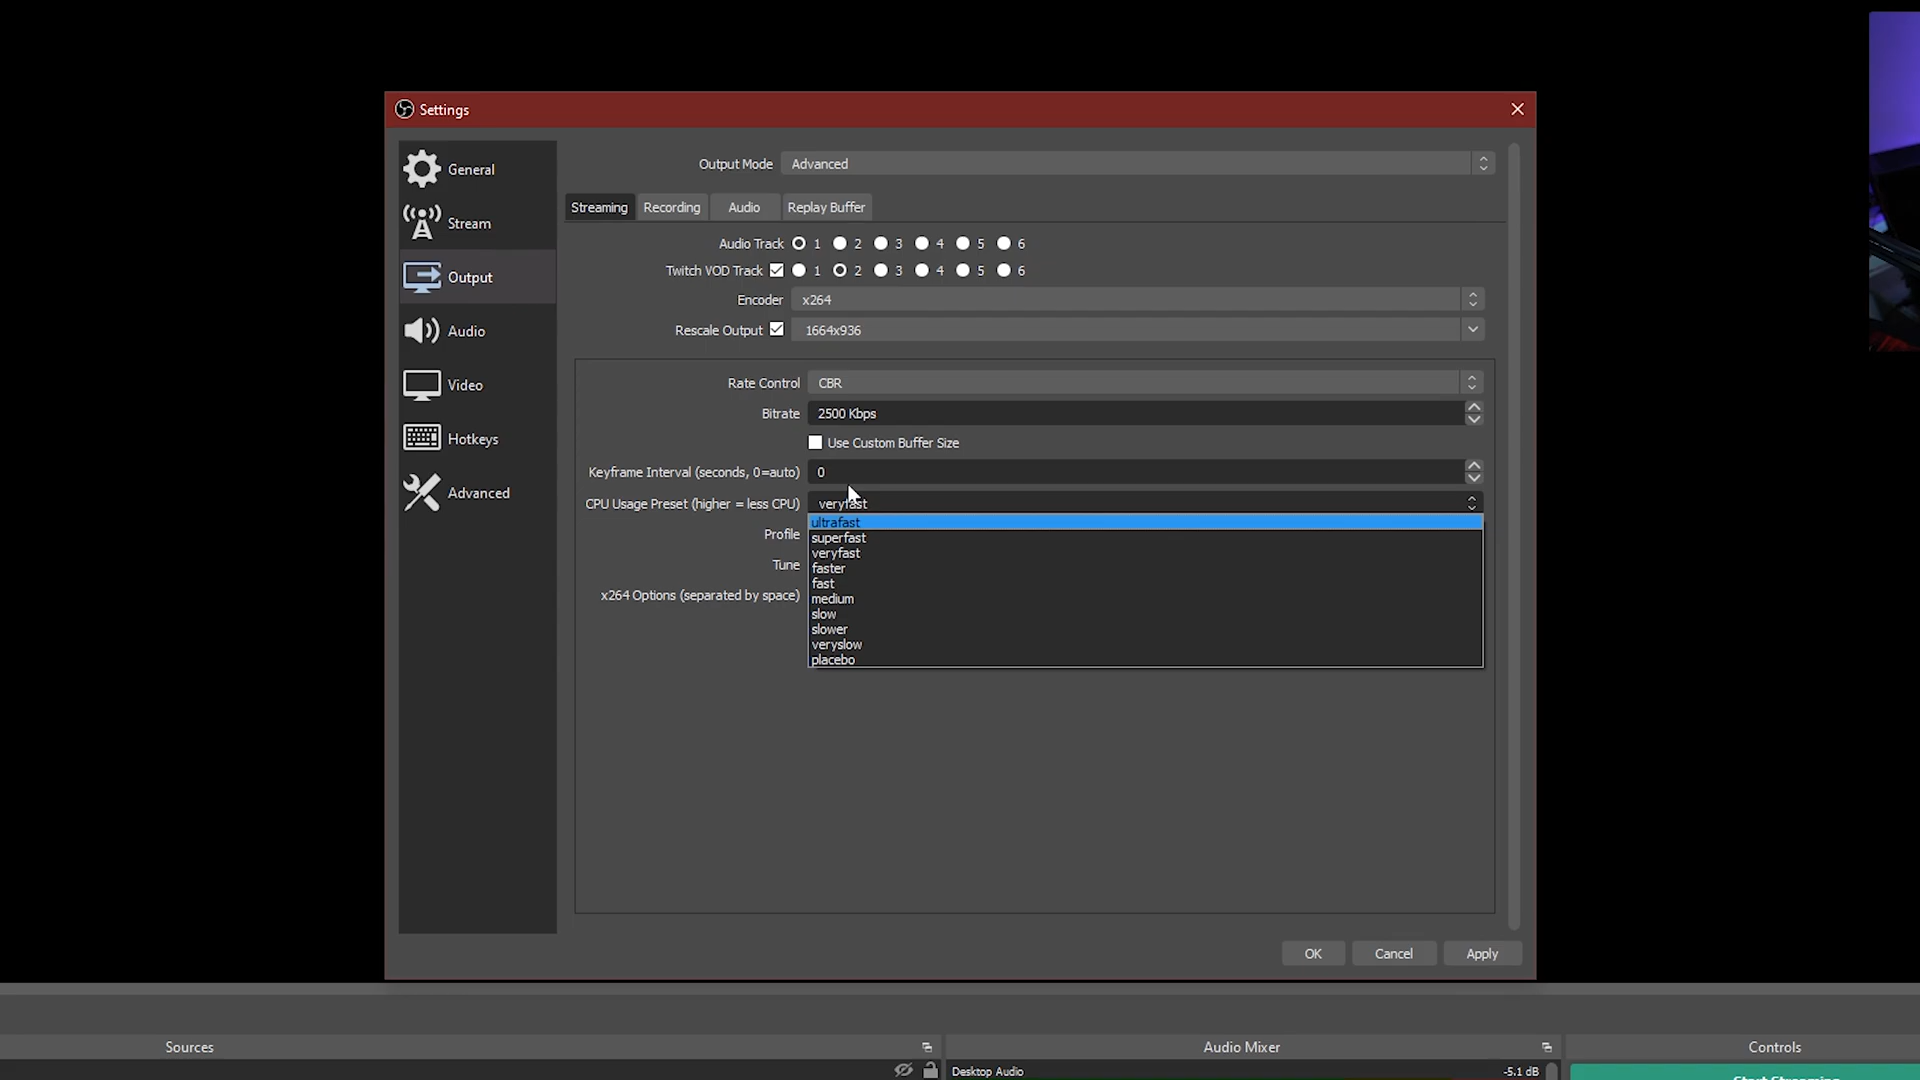 Settings
General
Stream
Output
Audio
Video
Hotkeys
Advanced
Output Mode Advanced
Streaming Recording Audio Replay Buffer
Audio Track 1 2 3 4 5 6
Twitch VOD Track 1 2 3 4 5 6
Encoder x264
Rescale Output 1664x936
Rate Control CBR
Bitrate 2500 Kbps
Use Custom Buffer Size
Keyframe Interval (seconds, 0=auto) 0
CPU Usage Preset (higher = less CPU) veryfast
ultrafast
superfast
veryfast
faster
fast
medium
slow
slower
veryslow
placebo
Profile
Tune
x264 Options (separated by space)
OK Cancel Apply
Sources Audio Mixer Controls
Desktop Audio -5.1 dB
Start Streaming